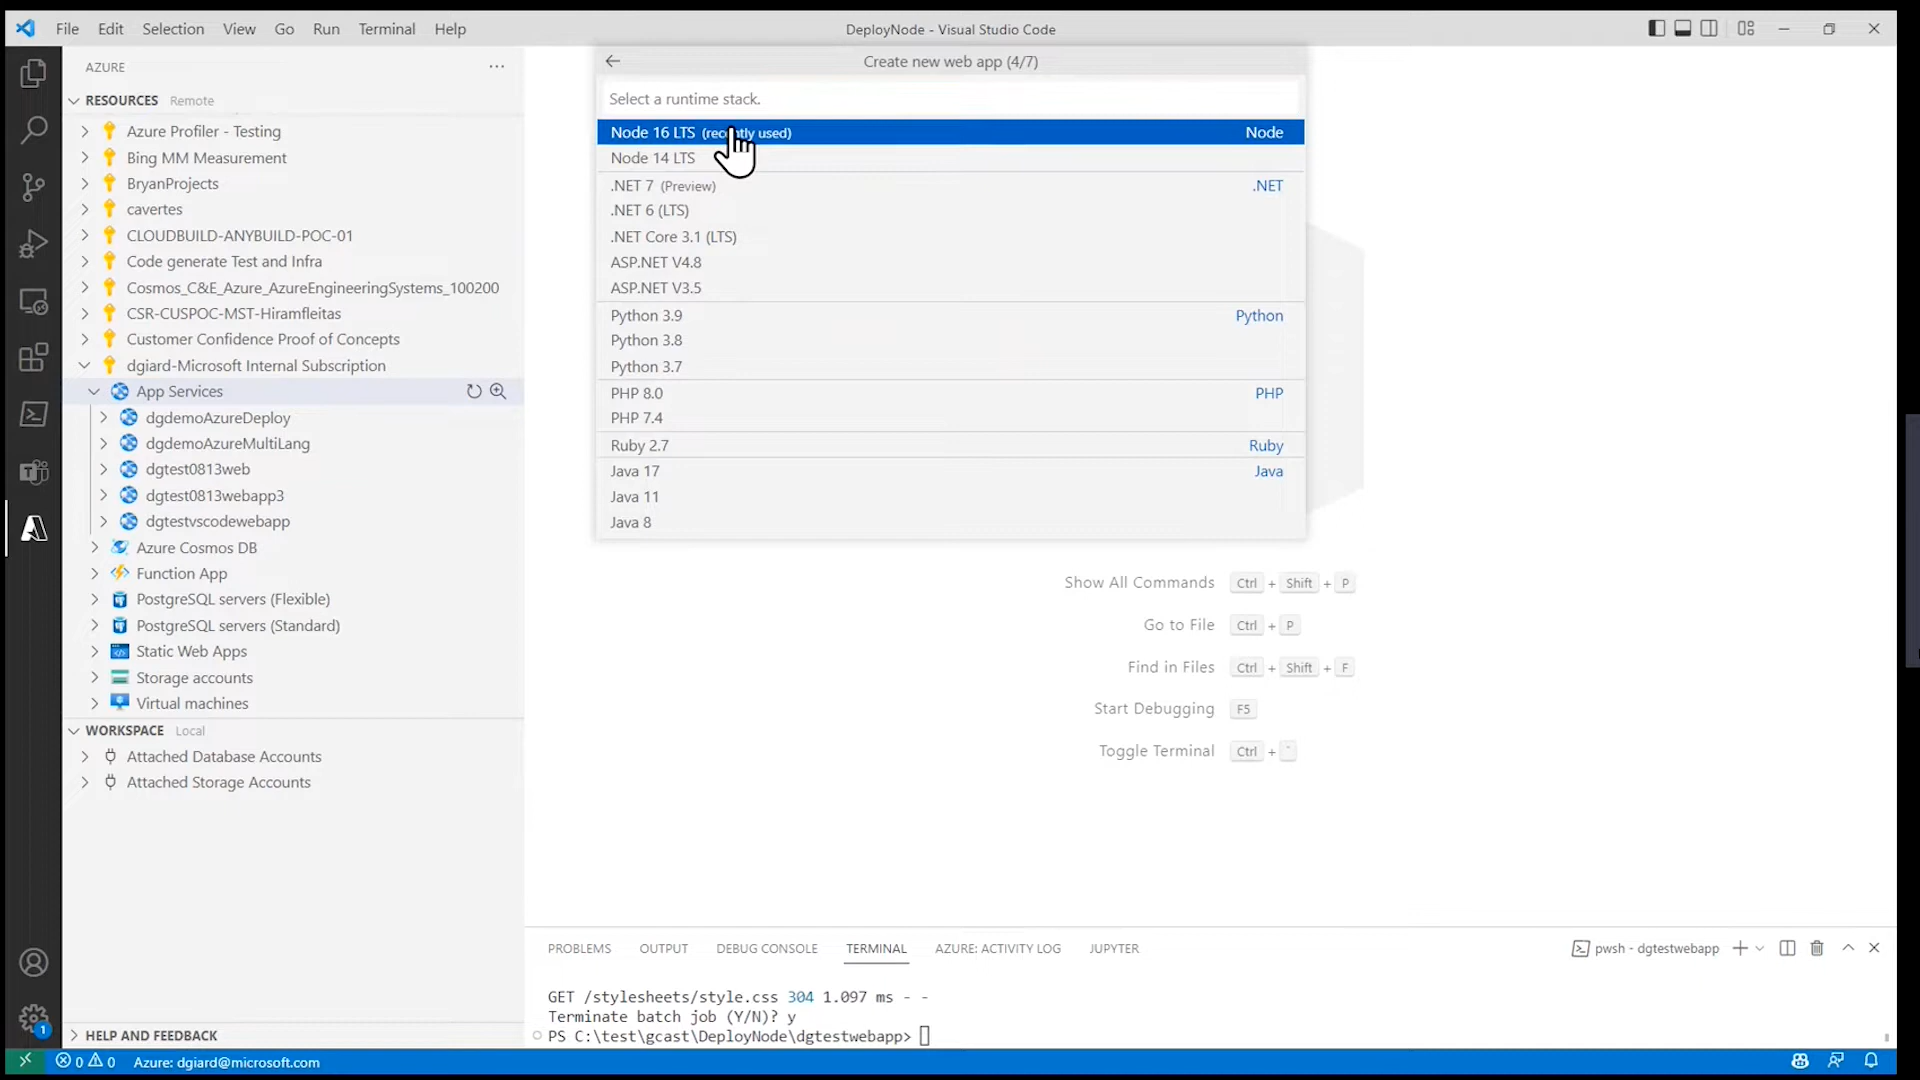 File Edit Selection View Go Run Terminal Help
DeployNode - Visual Studio Code
AZURE
RESOURCES Remote
Azure Profiler - Testing
Bing MM Measurement
BryanProjects
cavertes
CLOUDBUILD-ANYBUILD-POC-01
Code generate Test and Infra
Cosmos_C&E_Azure_AzureEngineeringSystems_100200
CSR-CUSPOC-MST-Hiramfleitas
Customer Confidence Proof of Concepts
dgiard-Microsoft Internal Subscription
App Services
dgdemoAzureDeploy
dgdemoAzureMultiLang
dgtest0813web
dgtest0813webapp3
dgtestvscodewebapp
Azure Cosmos DB
Function App
PostgreSQL servers (Flexible)
PostgreSQL servers (Standard)
Static Web Apps
Storage accounts
Virtual machines
WORKSPACE Local
Attached Database Accounts
Attached Storage Accounts
HELP AND FEEDBACK
Create new web app (4/7)
Select a runtime stack.
Node 16 LTS (recently used) Node
Node 14 LTS
.NET 7 (Preview) .NET
.NET 6 (LTS)
.NET Core 3.1 (LTS)
ASP.NET V4.8
ASP.NET V3.5
Python 3.9 Python
Python 3.8
Python 3.7
PHP 8.0 PHP
PHP 7.4
Ruby 2.7 Ruby
Java 17 Java
Java 11
Java 8
Show All Commands Ctrl + Shift + P
Go to File Ctrl + P
Find in Files Ctrl + Shift + F
Start Debugging F5
Toggle Terminal Ctrl + `
PROBLEMS OUTPUT DEBUG CONSOLE TERMINAL AZURE: ACTIVITY LOG JUPYTER
pwsh - dgtestwebapp
GET /stylesheets/style.css 304 1.097 ms - -
Terminate batch job (Y/N)? y
PS C:\test\gcast\DeployNode\dgtestwebapp>
1
0 0 Azure: dgiard@microsoft.com